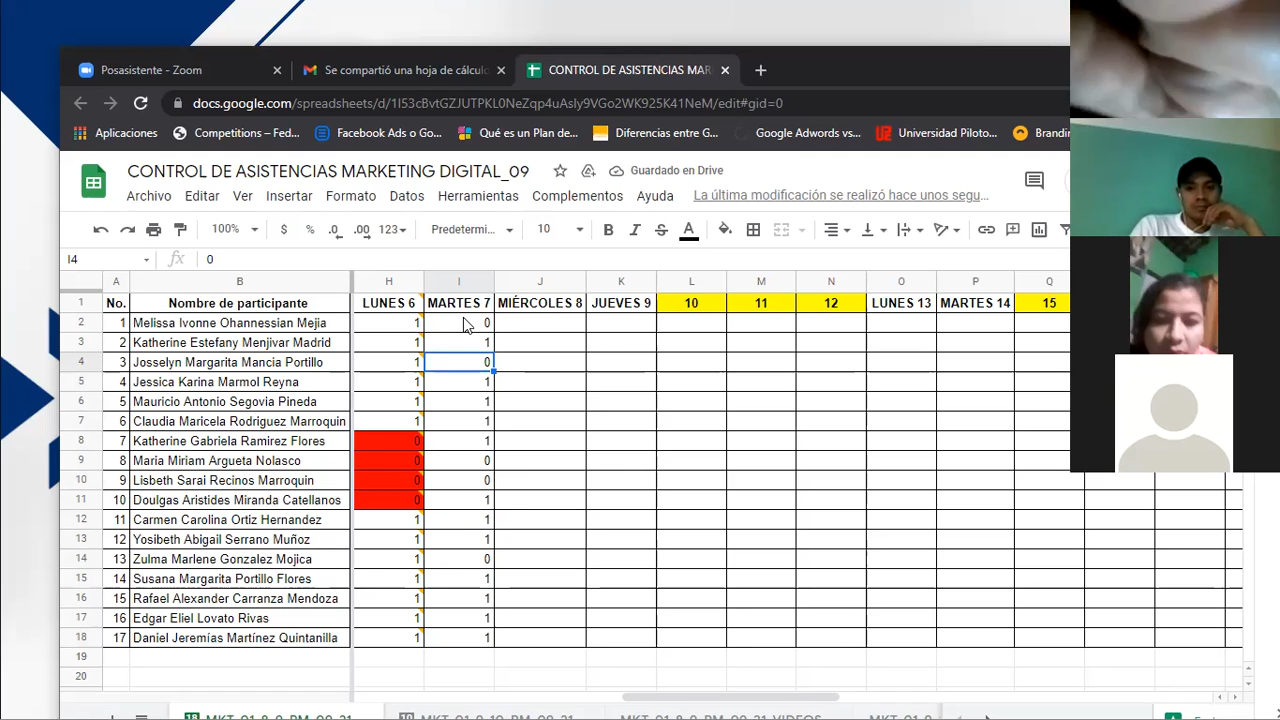 Posasistente - Zoom
Se compartió una hoja de cálcu
CONTROL DE ASISTENCIAS MAR
docs.google.com/spreadsheets/d/1I53cBvtGZJUTPKL0NeZqp4uAsly9VGo2WK925K41NeM/edit#gid=0
Aplicaciones Competitions – Fed... Facebook Ads o Go... Qué es un Plan de... Diferencias entre G... Google Adwords vs... Universidad Piloto... Brandin
CONTROL DE ASISTENCIAS MARKETING DIGITAL_09 Guardado en Drive
Archivo Editar Ver Insertar Formato Datos Herramientas Complementos Ayuda La última modificación se realizó hace unos segu...
100% $ % .0 .00 123 Predetermi... 10 B I S A
I4 fx 0
A B H I J K L M N O P Q
1 No. Nombre de participante LUNES 6 MARTES 7 MIÉRCOLES 8 JUEVES 9 10 11 12 LUNES 13 MARTES 14 15
2 1 Melissa Ivonne Ohannessian Mejia 1 0
3 2 Katherine Estefany Menjivar Madrid 1 1
4 3 Josselyn Margarita Mancia Portillo 1 0
5 4 Jessica Karina Marmol Reyna 1 1
6 5 Mauricio Antonio Segovia Pineda 1 1
7 6 Claudia Maricela Rodriguez Marroquin 1 1
8 7 Katherine Gabriela Ramirez Flores 0 1
9 8 Maria Miriam Argueta Nolasco 0 0
10 9 Lisbeth Sarai Recinos Marroquin 0 0
11 10 Doulgas Aristides Miranda Catellanos 0 1
12 11 Carmen Carolina Ortiz Hernandez 1 1
13 12 Yosibeth Abigail Serrano Muñoz 1 1
14 13 Zulma Marlene Gonzalez Mojica 1 0
15 14 Susana Margarita Portillo Flores 1 1
16 15 Rafael Alexander Carranza Mendoza 1 1
17 16 Edgar Eliel Lovato Rivas 1 1
18 17 Daniel Jeremías Martínez Quintanilla 1 1
19
20